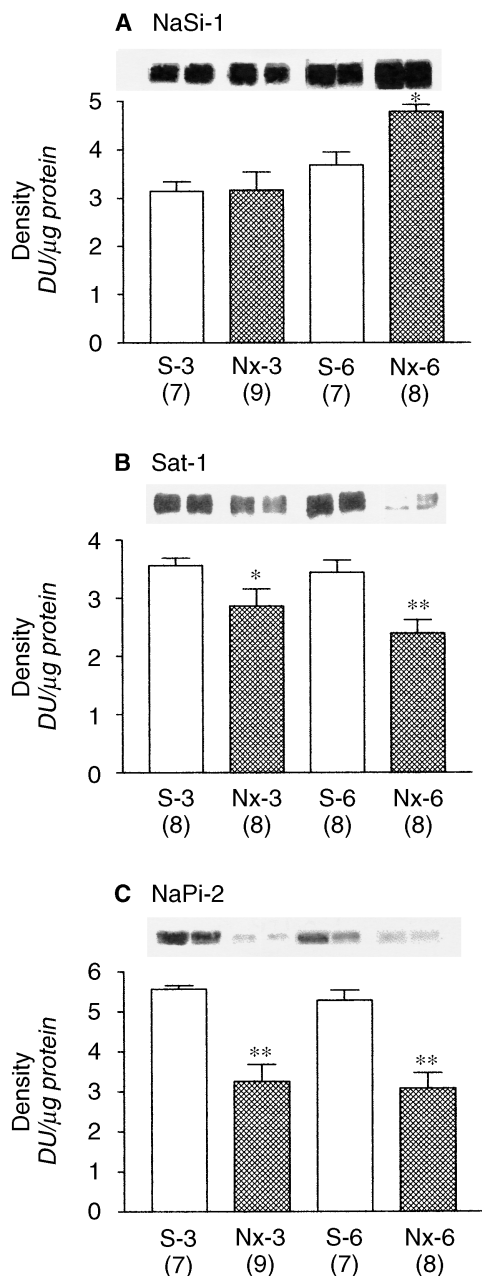 A NaSi-1
Density
DU/µg protein
5
4
3
2
1
0
*
S-3 Nx-3 S-6 Nx-6
(7) (9) (7) (8)
B Sat-1
Density
DU/µg protein
4
3
2
1
0
* **
S-3 Nx-3 S-6 Nx-6
(8) (8) (8) (8)
C NaPi-2
Density
DU/µg protein
6
5
4
3
2
1
0
** **
S-3 Nx-3 S-6 Nx-6
(7) (9) (7) (8)